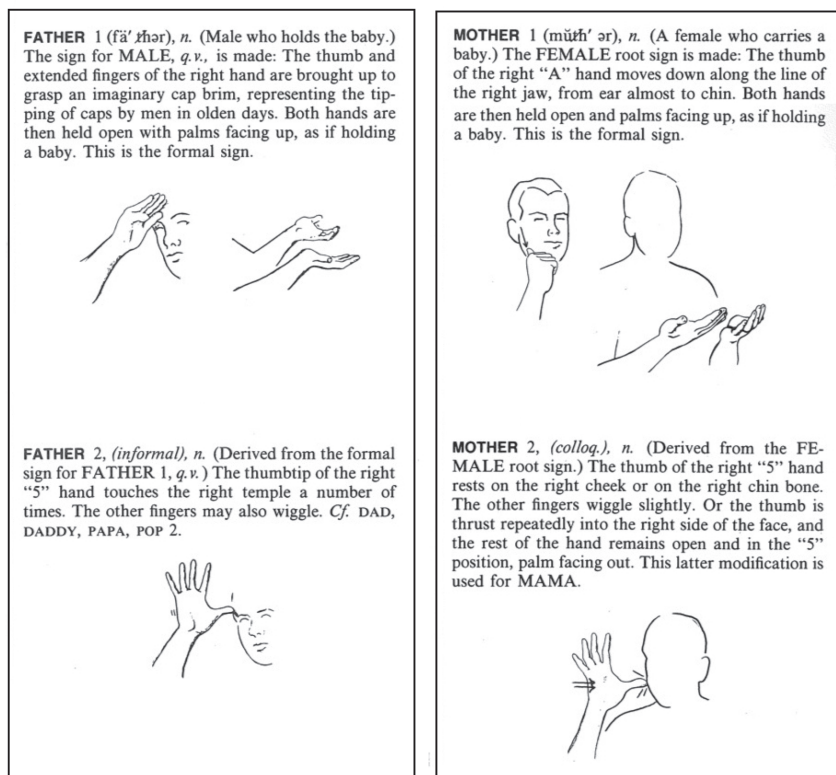 FATHER 1 (fä′ ŧhər), n. (Male who holds the baby.)
The sign for MALE, q.v., is made: The thumb and
extended fingers of the right hand are brought up to
grasp an imaginary cap brim, representing the tip-
ping of caps by men in olden days. Both hands are
then held open with palms facing up, as if holding
a baby. This is the formal sign.
FATHER 2, (informal), n. (Derived from the formal
sign for FATHER 1, q.v.) The thumbtip of the right
“5” hand touches the right temple a number of
times. The other fingers may also wiggle. Cf. DAD,
DADDY, PAPA, POP 2.
MOTHER 1 (mŭŧh′ ər), n. (A female who carries a
baby.) The FEMALE root sign is made: The thumb
of the right “A” hand moves down along the line of
the right jaw, from ear almost to chin. Both hands
are then held open and palms facing up, as if holding
a baby. This is the formal sign.
MOTHER 2, (colloq.), n. (Derived from the FE-
MALE root sign.) The thumb of the right “5” hand
rests on the right cheek or on the right chin bone.
The other fingers wiggle slightly. Or the thumb is
thrust repeatedly into the right side of the face, and
the rest of the hand remains open and in the “5”
position, palm facing out. This latter modification is
used for MAMA.